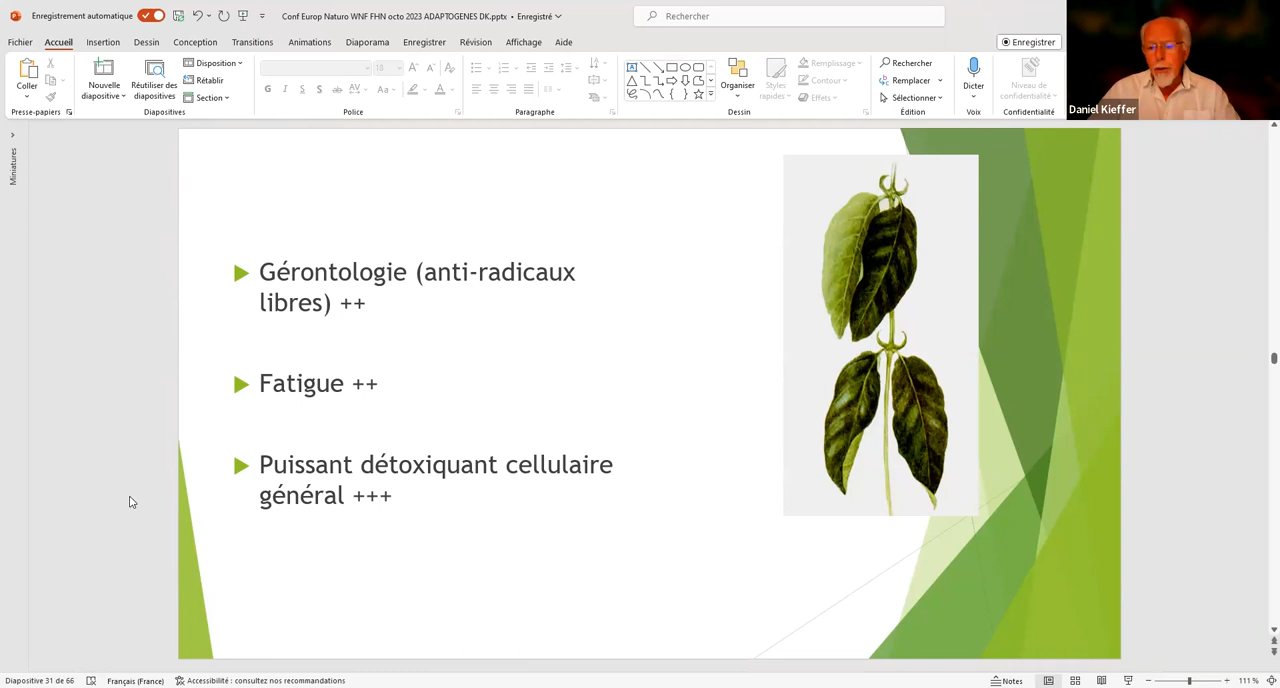 Enregistrement automatique
Conf Europ Naturo WNF FHN octo 2023 ADAPTOGENES DK.pptx • Enregistré
Rechercher
Fichier Accueil Insertion Dessin Conception Transitions Animations Diaporama Enregistrer Révision Affichage Aide
Enregistrer
Coller
Nouvelle diapositive
Réutiliser des diapositives
Disposition
Rétablir
Section
18
G I S S ab AV Aa A
Organiser
Styles rapides
Remplissage
Contour
Effets
Rechercher
Remplacer
Sélectionner
Dicter
Niveau de confidentialité
Presse-papiers Diapositives Police Paragraphe Dessin Édition Voix Confidentialité
Daniel Kieffer
Miniatures
Gérontologie (anti-radicaux
libres) ++
Fatigue ++
Puissant détoxiquant cellulaire
général +++
Diapositive 31 de 66 Français (France) Accessibilité : consultez nos recommandations Notes 111 %